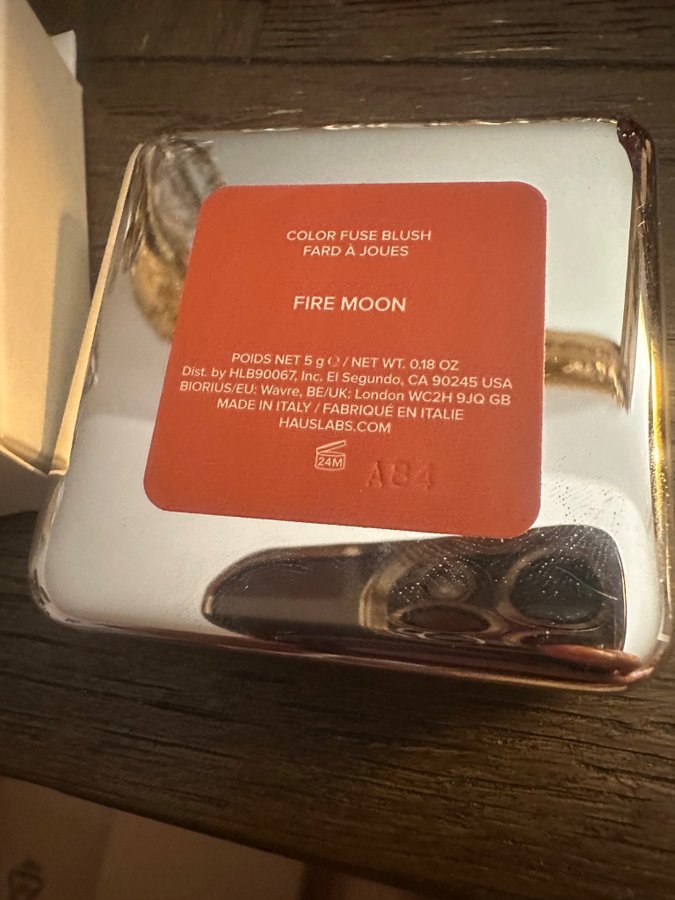 COLOR FUSE BLUSH
FARD À JOUES
FIRE MOON
POIDS NET 5 g ℮ / NET WT. 0.18 OZ
Dist. by HLB90067, Inc. El Segundo, CA 90245 USA
BIORIUS/EU: Wavre, BE/UK: London WC2H 9JQ GB
MADE IN ITALY / FABRIQUÉ EN ITALIE
HAUSLABS.COM
24M
A84